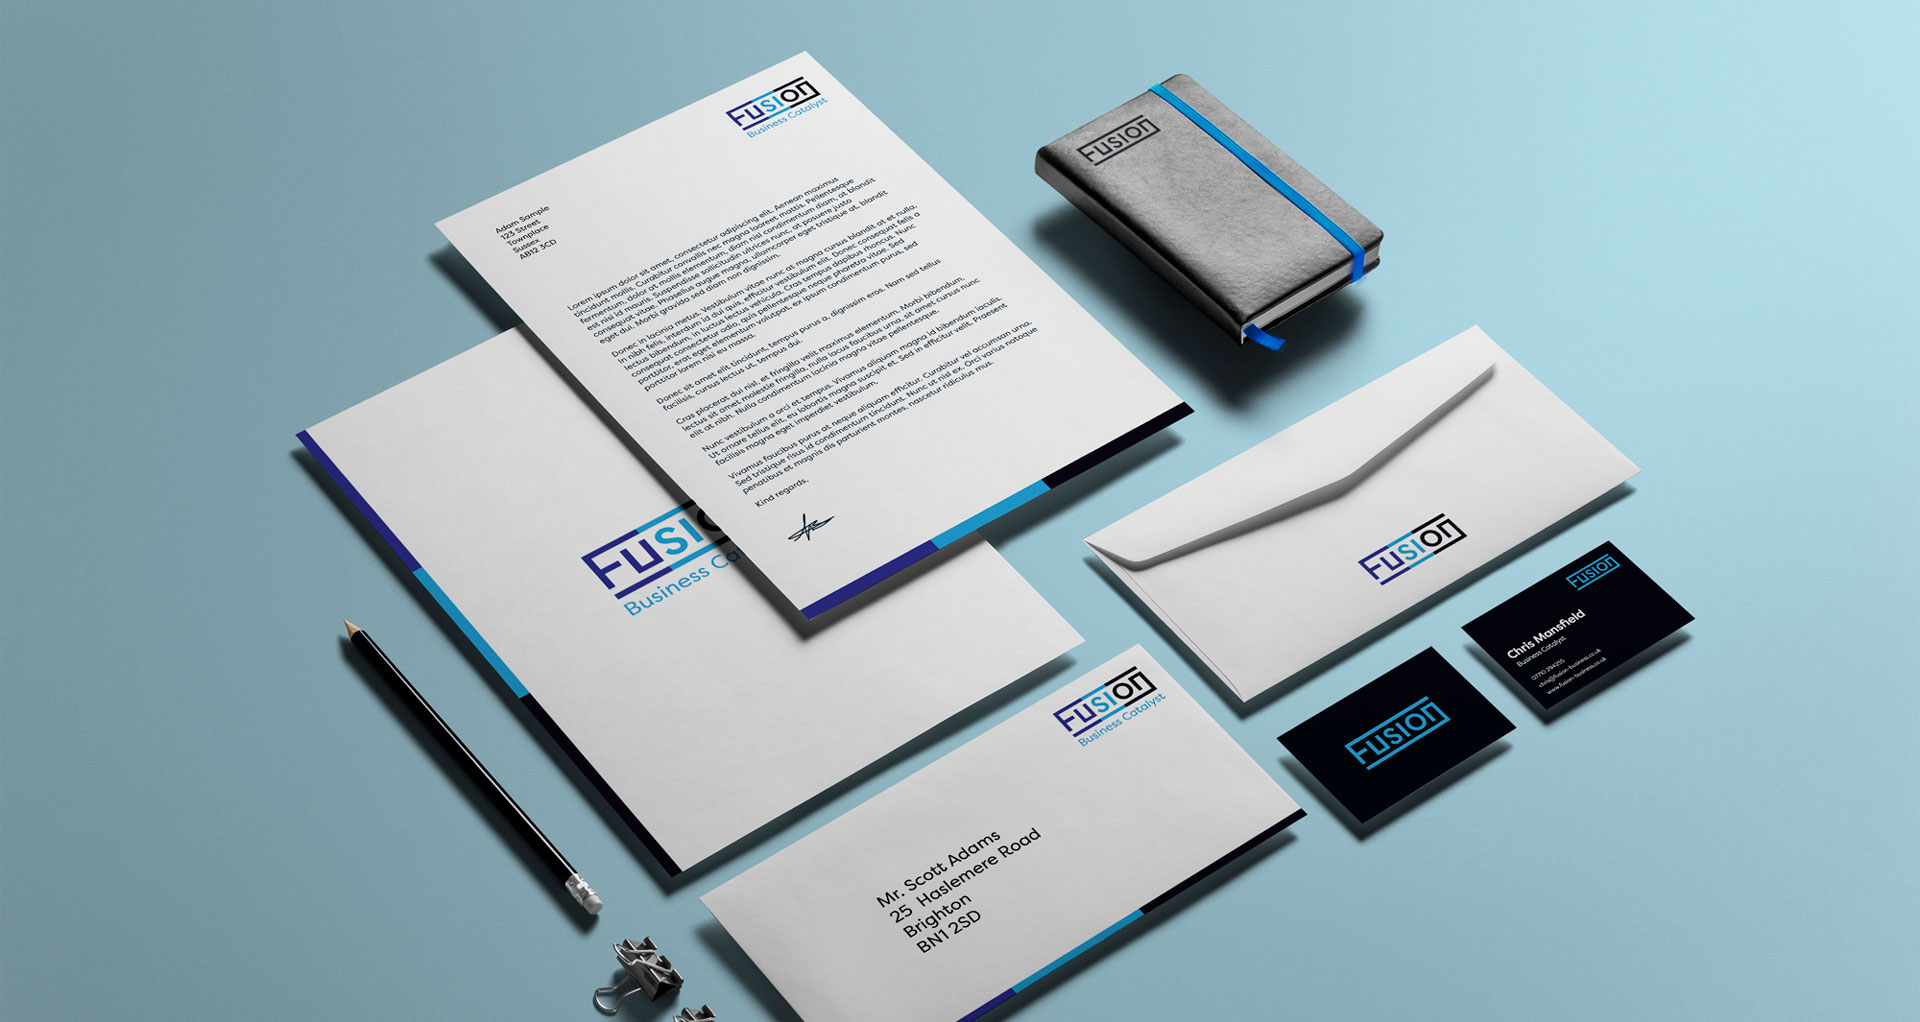 FUSION
Business Catalyst
Adam Sample
123 Street
Townplace
Sussex
AB12 3CD
Lorem ipsum dolor sit amet, consectetur adipiscing elit. Aenean maximus
tincidunt mollis. Curabitur convallis nec magna laoreet mattis. Pellentesque
fermentum, dolor at mollis elementum, diam nisl condimentum diam, at blandit
est nisl id mauris. Suspendisse sollicitudin ultrices nunc, at posuere justo
consequat vitae. Phasellus augue magna, ullamcorper eget tristique at, blandit
eget dui. Morbi gravida sed diam non dignissim.
Donec in lacinia metus. Vestibulum vitae nunc at magna cursus blandit at et nulla.
In nibh felis, interdum id dui quis, efficitur vestibulum elit. Donec consequat felis a
lectus bibendum, in luctus lectus vehicula. Cras tempus dapibus rhoncus. Nunc
consequat consectetur odio, quis pellentesque neque pharetra vitae. Sed
porttitor, erat eget elementum volutpat, ex ipsum condimentum purus, sed
porttitor lorem nisi eu massa.
Donec sit amet elit tincidunt, tempus purus a, dignissim eros. Nam sed tellus
facilisis, cursus lectus ut, tempus dui.
Cras placerat dui nisl, et fringilla velit maximus elementum. Morbi bibendum,
lectus sit amet molestie fringilla, nulla lacus faucibus urna, sit amet cursus nunc
elit at nibh. Nulla condimentum lacinia magna vitae pellentesque.
Nunc vestibulum a orci et tempus. Vivamus aliquam magna id bibendum iaculis.
Ut ornare tellus elit, eu lobortis magna suscipit et. Sed in efficitur velit. Praesent
facilisis magna eget imperdiet vestibulum.
Vivamus faucibus purus at neque aliquam efficitur. Curabitur vel accumsan urna.
Sed tristique risus id condimentum tincidunt. Nunc ut nisl ex. Orci varius natoque
penatibus et magnis dis parturient montes, nascetur ridiculus mus.
Kind regards,
FUSION
FUSI
Business Ca
FUSION
FUSION
Chris Mansfield
Business Catalyst
07710 294255
chris@fusion-business.co.uk
www.fusion-business.co.uk
FUSION
FUSION
Business Catalyst
Mr. Scott Adams
25 Haslemere Road
Brighton
BN1 2SD